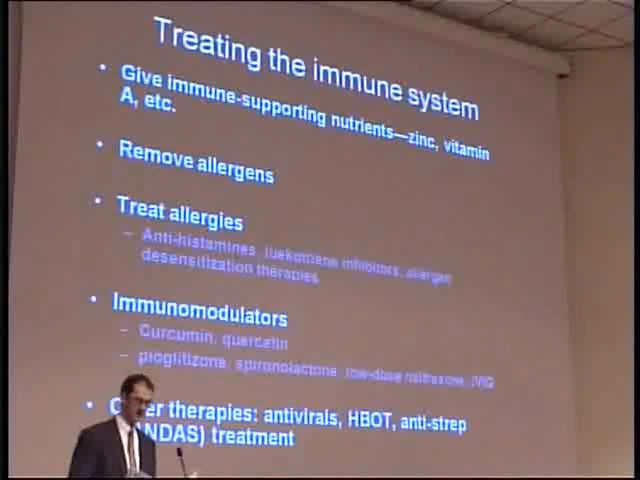 Treating the immune system
• Give immune-supporting nutrients—zinc, vitamin
A, etc.
• Remove allergens
• Treat allergies
– Anti-histamines, luekotriene inhibitors, allergen
desensitization therapies
• Immunomodulators
– Curcumin, quercetin
– pioglitizone, spironolactone, low-dose naltrexone, IVIG
• therapies: antivirals, HBOT, anti-strep
treatment